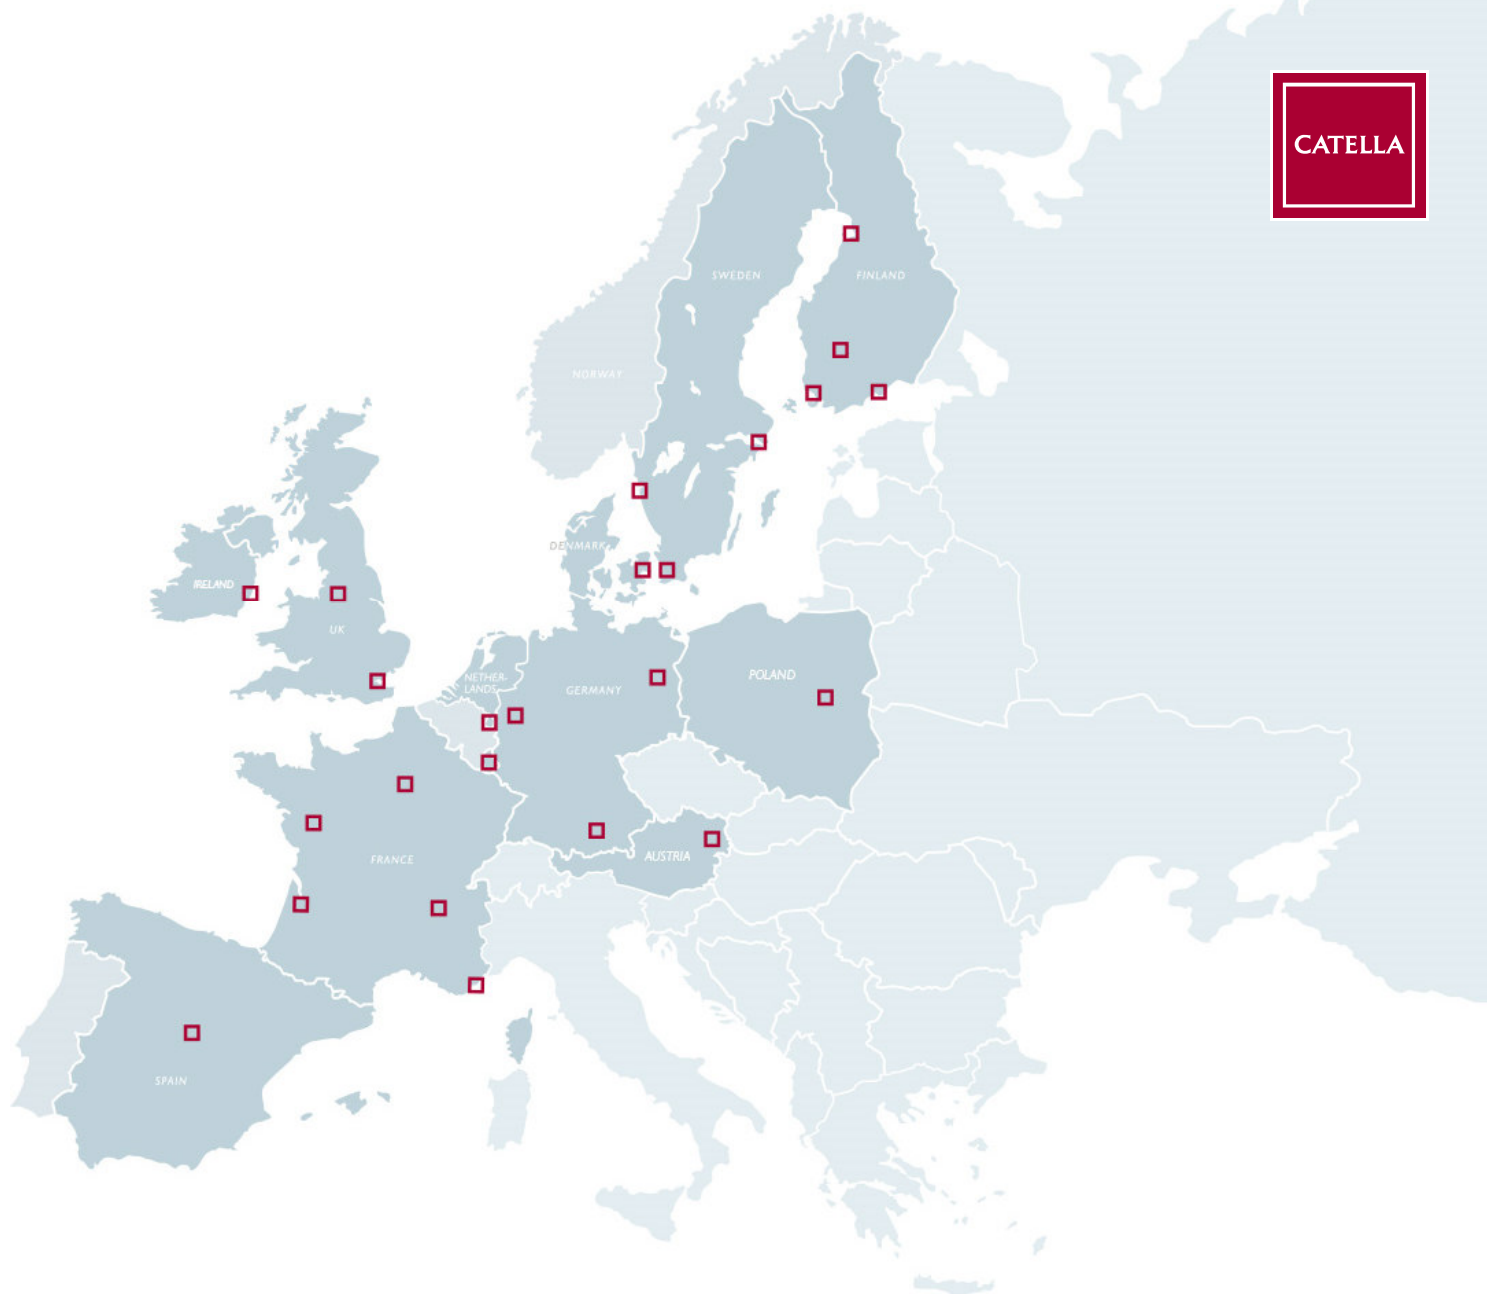 CATELLA
SWEDEN
FINLAND
NORWAY
DENMARK
IRELAND
UK
NETHER-
LANDS
GERMANY
POLAND
FRANCE
AUSTRIA
SPAIN